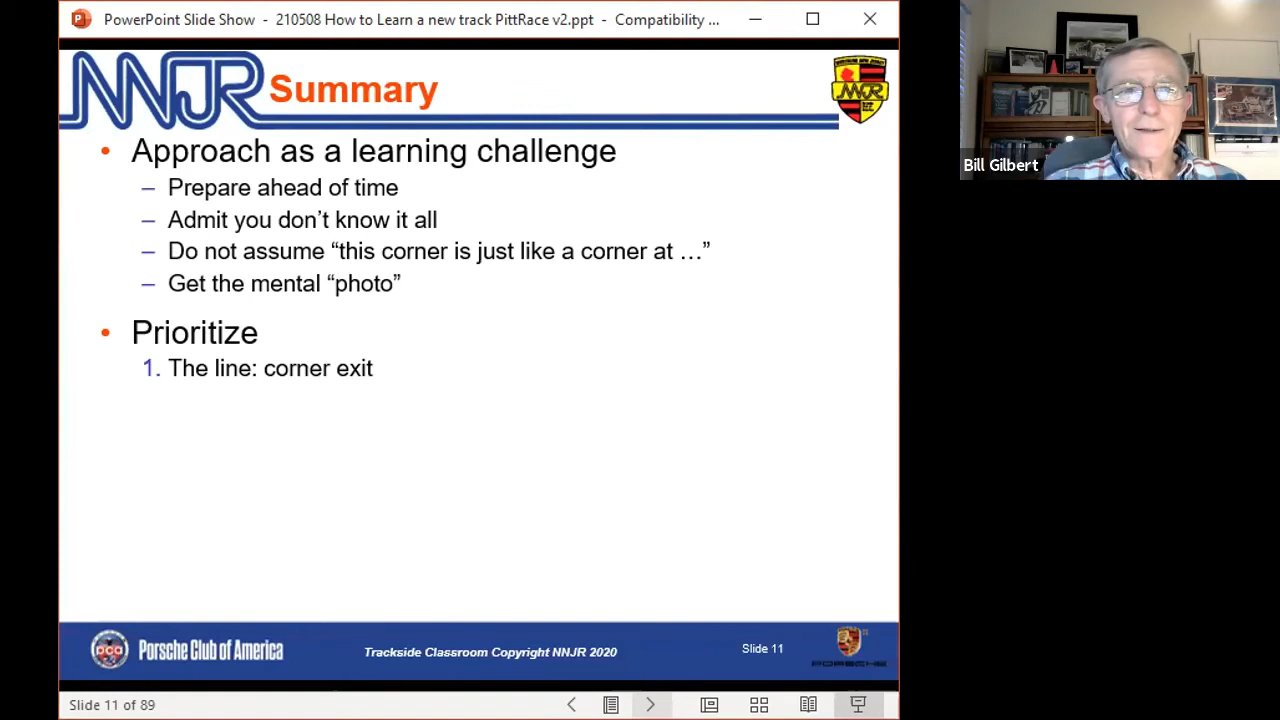 PowerPoint Slide Show - 210508 How to Learn a new track PittRace v2.ppt - Compatibility ...
NNJR Summary
NNJR
• Approach as a learning challenge
– Prepare ahead of time
– Admit you don’t know it all
– Do not assume “this corner is just like a corner at …”
– Get the mental “photo”
• Prioritize
1. The line: corner exit
Bill Gilbert
pca Porsche Club of America
Trackside Classroom Copyright NNJR 2020
Slide 11
PORSCHE
Slide 11 of 89